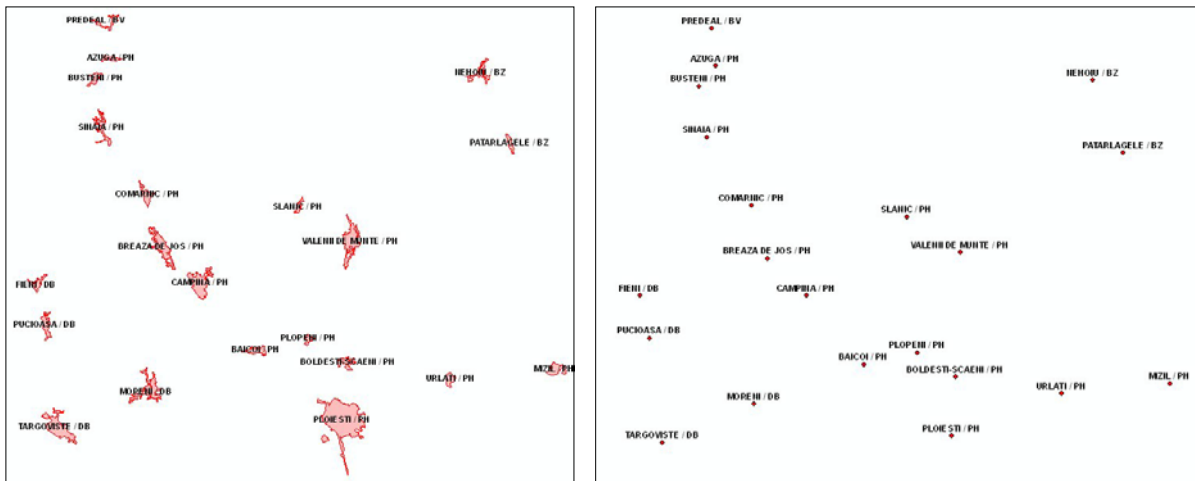 PREDEAL / BV
AZUGA / PH
BUSTENI / PH
NEHOIU / BZ
SINAIA / PH
PATARLAGELE / BZ
COMARNIC / PH
SLANIC / PH
VALENII DE MUNTE / PH
BREAZA DE JOS / PH
FIENI / DB
CAMPINA / PH
PUCIOASA / DB
PLOPENI / PH
BAICOI / PH
BOLDESTI-SCAENI / PH
MIZIL / PH
URLATI / PH
MORENI / DB
PLOIESTI / PH
TARGOVISTE / DB
PREDEAL / BV
AZUGA / PH
BUSTENI / PH
NEHOIU / BZ
SINAIA / PH
PATARLAGELE / BZ
COMARNIC / PH
SLANIC / PH
VALENII DE MUNTE / PH
BREAZA DE JOS / PH
FIENI / DB
CAMPINA / PH
PUCIOASA / DB
PLOPENI / PH
BAICOI / PH
BOLDESTI-SCAENI / PH
MIZIL / PH
URLATI / PH
MORENI / DB
PLOIESTI / PH
TARGOVISTE / DB